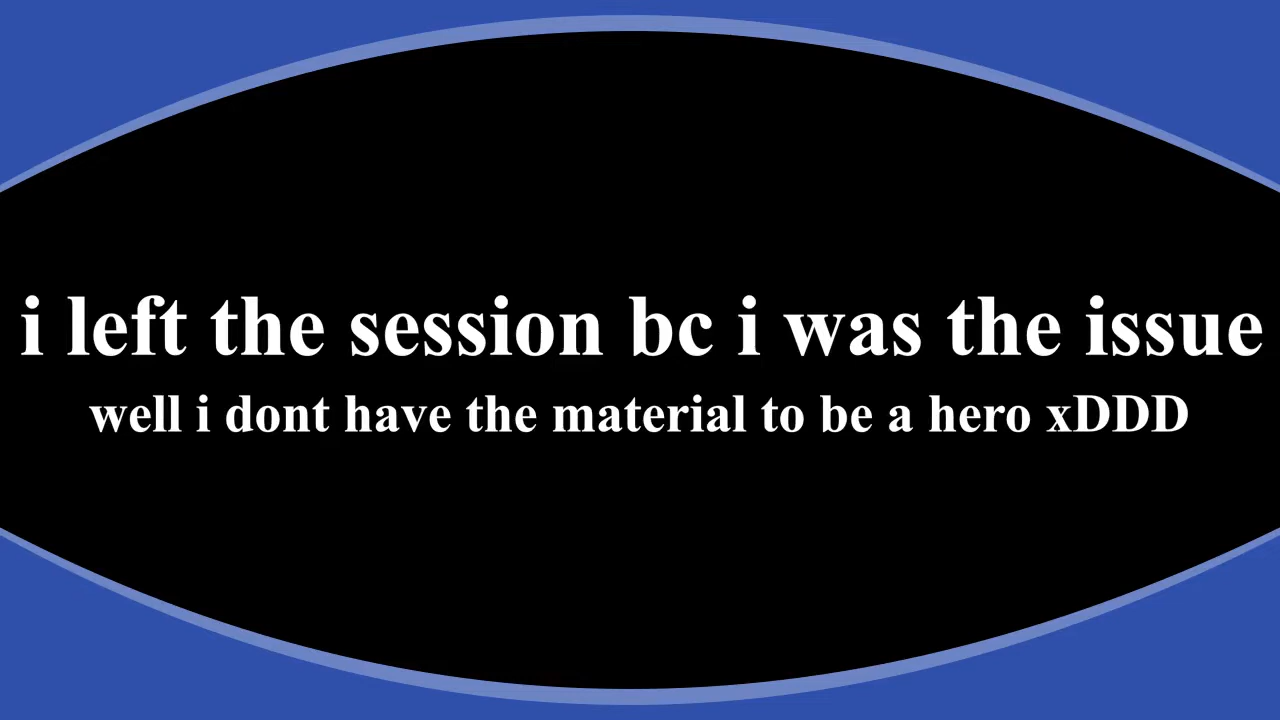 i left the session bc i was the issue
well i dont have the material to be a hero xDDD